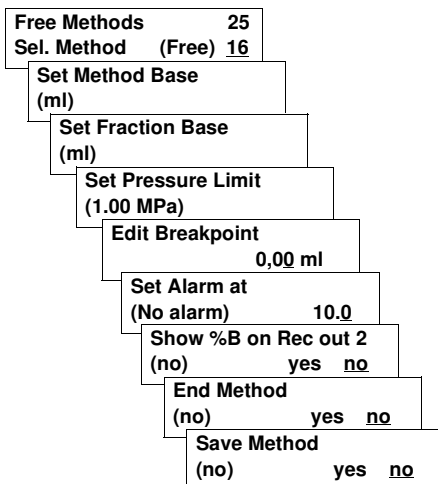 Free Methods 25
Sel. Method (Free) 16
Set Method Base
(ml)
Set Fraction Base
(ml)
Set Pressure Limit
(1.00 MPa)
Edit Breakpoint
0,00 ml
Set Alarm at
(No alarm) 10.0
Show %B on Rec out 2
(no) yes no
End Method
(no) yes no
Save Method
(no) yes no